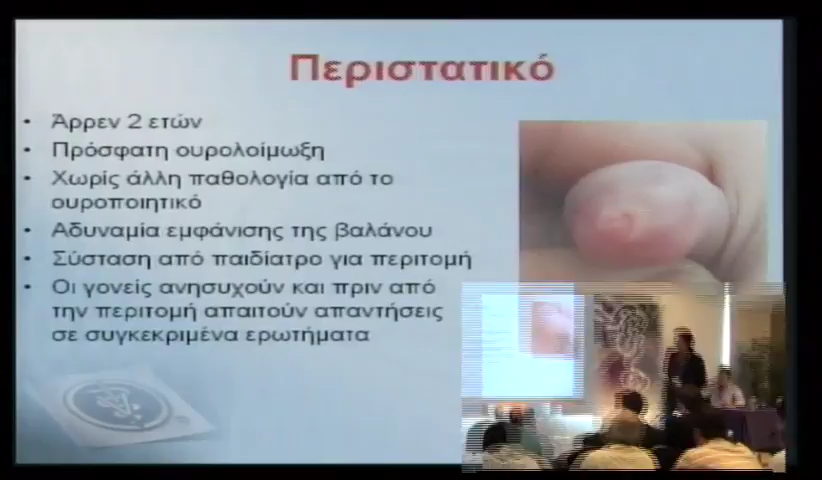 Περιστατικό
• Άρρεν 2 ετών
• Πρόσφατη ουρολοίμωξη
• Χωρίς άλλη παθολογία από το
ουροποιητικό
• Αδυναμία εμφάνισης της βαλάνου
• Σύσταση από παιδίατρο για περιτομή
• Οι γονείς ανησυχούν και πριν από
την περιτομή απαιτούν απαντήσεις
σε συγκεκριμένα ερωτήματα